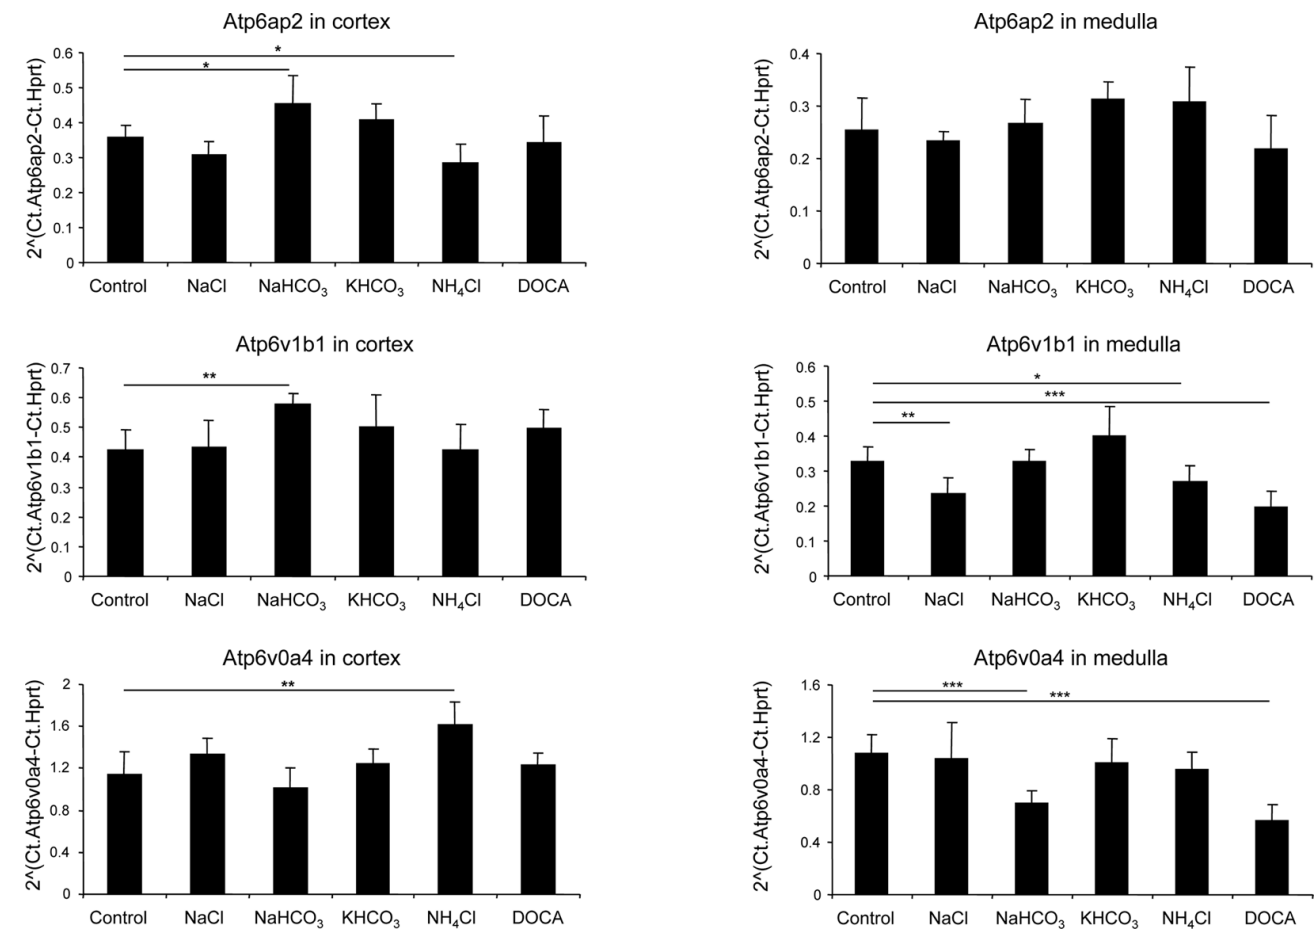 Atp6ap2 in cortex
2^(Ct.Atp6ap2-Ct.Hprt)
0.6
0.5
0.4
0.3
0.2
0.1
0
*
*
Control NaCl NaHCO3 KHCO3 NH4Cl DOCA
Atp6ap2 in medulla
2^(Ct.Atp6ap2-Ct.Hprt)
0.4
0.3
0.2
0.1
0
Control NaCl NaHCO3 KHCO3 NH4Cl DOCA
Atp6v1b1 in cortex
2^(Ct.Atp6v1b1-Ct.Hprt)
0.7
0.6
0.5
0.4
0.3
0.2
0.1
0
**
Control NaCl NaHCO3 KHCO3 NH4Cl DOCA
Atp6v1b1 in medulla
2^(Ct.Atp6v1b1-Ct.Hprt)
0.6
0.5
0.4
0.3
0.2
0.1
0
*
***
**
Control NaCl NaHCO3 KHCO3 NH4Cl DOCA
Atp6v0a4 in cortex
2^(Ct.Atp6v0a4-Ct.Hprt)
2
1.6
1.2
0.8
0.4
0
**
Control NaCl NaHCO3 KHCO3 NH4Cl DOCA
Atp6v0a4 in medulla
2^(Ct.Atp6v0a4-Ct.Hprt)
1.6
1.2
0.8
0.4
0
***
***
Control NaCl NaHCO3 KHCO3 NH4Cl DOCA